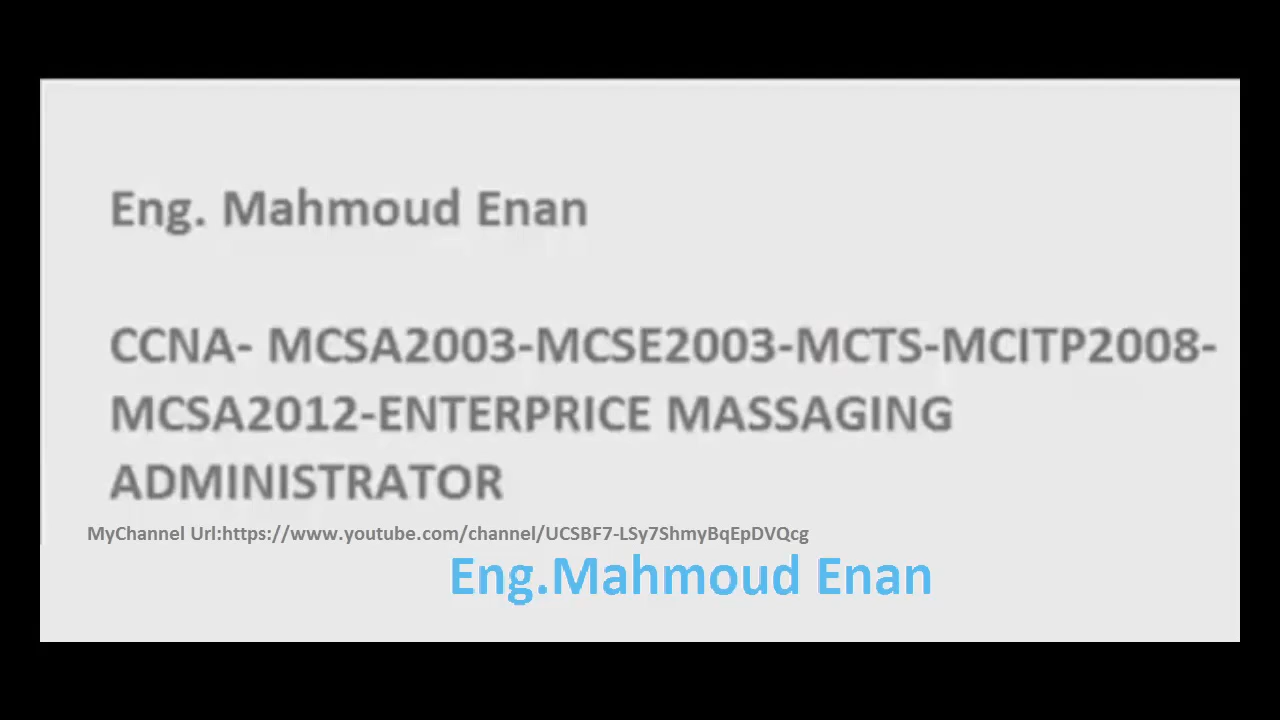 Eng. Mahmoud Enan
CCNA- MCSA2003-MCSE2003-MCTS-MCITP2008-
MCSA2012-ENTERPRICE MASSAGING
ADMINISTRATOR
MyChannel Url:https://www.youtube.com/channel/UCSBF7-LSy7ShmyBqEpDVQcg
Eng.Mahmoud Enan